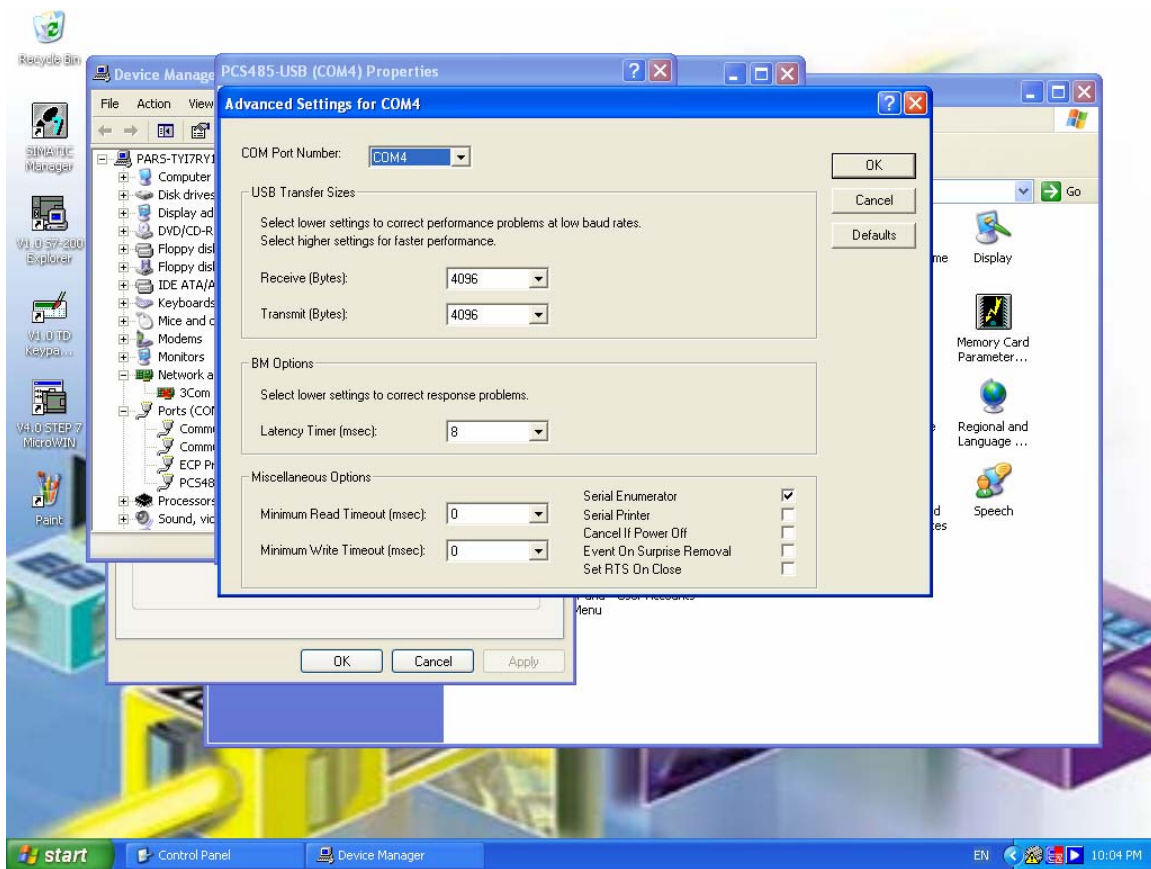 Recycle Bin
SIMATIC
Manager
V1.0 S7-200
Explorer
V1.0 TD
Keypa...
V4.0 STEP 7
MicroWIN
Paint
Device Manage
File Action View
PARS-TYI7RY1
Computer
Disk drives
Display ad
DVD/CD-R
Floppy disl
Floppy disl
IDE ATA/A
Keyboards
Mice and c
Modems
Monitors
Network a
3Com
Ports (COM
Commu
Commu
ECP Pr
PCS48
Processors
Sound, vid
PCS485-USB (COM4) Properties
Advanced Settings for COM4
COM Port Number: COM4
OK
Cancel
Defaults
USB Transfer Sizes
Select lower settings to correct performance problems at low baud rates.
Select higher settings for faster performance.
Receive (Bytes): 4096
Transmit (Bytes): 4096
BM Options
Select lower settings to correct response problems.
Latency Timer (msec): 8
Miscellaneous Options
Minimum Read Timeout (msec): 0
Minimum Write Timeout (msec): 0
Serial Enumerator
Serial Printer
Cancel If Power Off
Event On Surprise Removal
Set RTS On Close
OK Cancel Apply
Go
me
Display
Memory Card
Parameter...
Regional and
Language ...
Speech
Menu
start
Control Panel
Device Manager
EN
10:04 PM